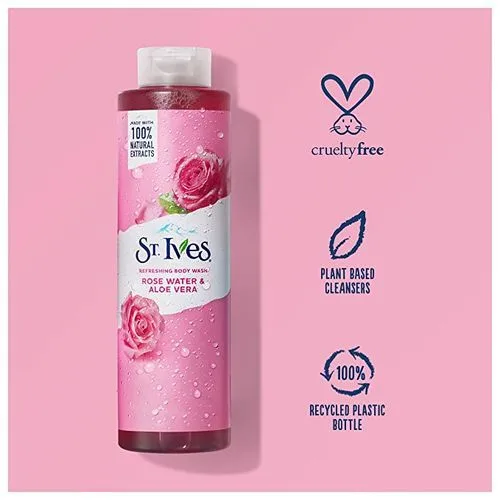 MADE WITH
100%
NATURAL
EXTRACTS
ST. IVES
REFRESHING BODY WASH
ROSE WATER &
ALOE VERA
crueltyfree
PLANT BASED
CLEANSERS
100%
RECYCLED PLASTIC
BOTTLE